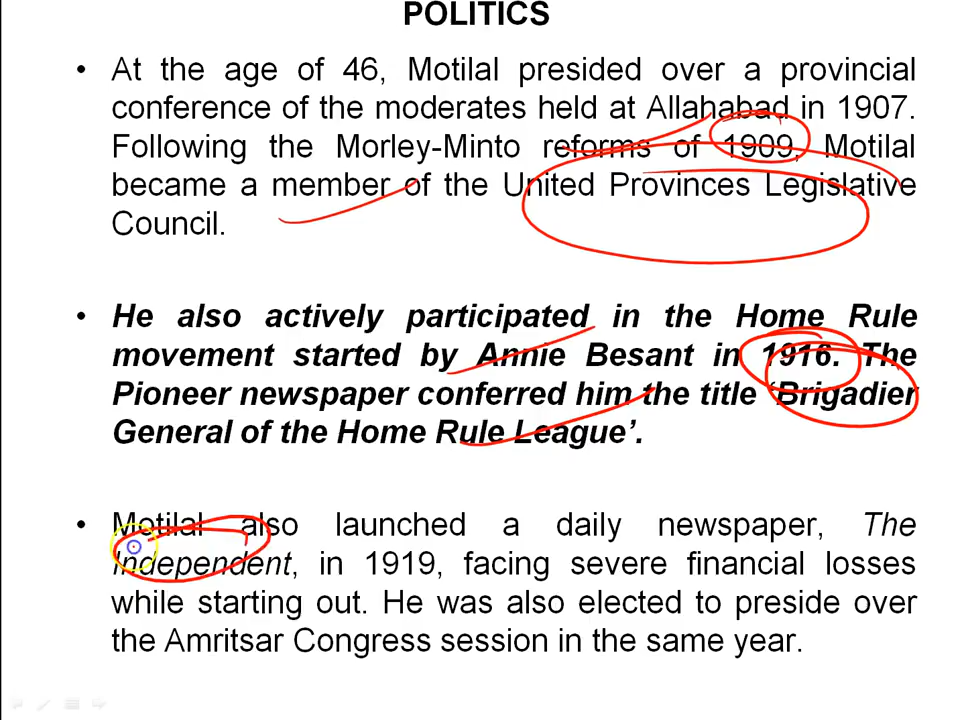 POLITICS
• At the age of 46, Motilal presided over a provincial
conference of the moderates held at Allahabad in 1907.
Following the Morley-Minto reforms of 1909, Motilal
became a member of the United Provinces Legislative
Council.
• He also actively participated in the Home Rule
movement started by Annie Besant in 1916. The
Pioneer newspaper conferred him the title ‘Brigadier
General of the Home Rule League’.
• Motilal also launched a daily newspaper, The
Independent, in 1919, facing severe financial losses
while starting out. He was also elected to preside over
the Amritsar Congress session in the same year.